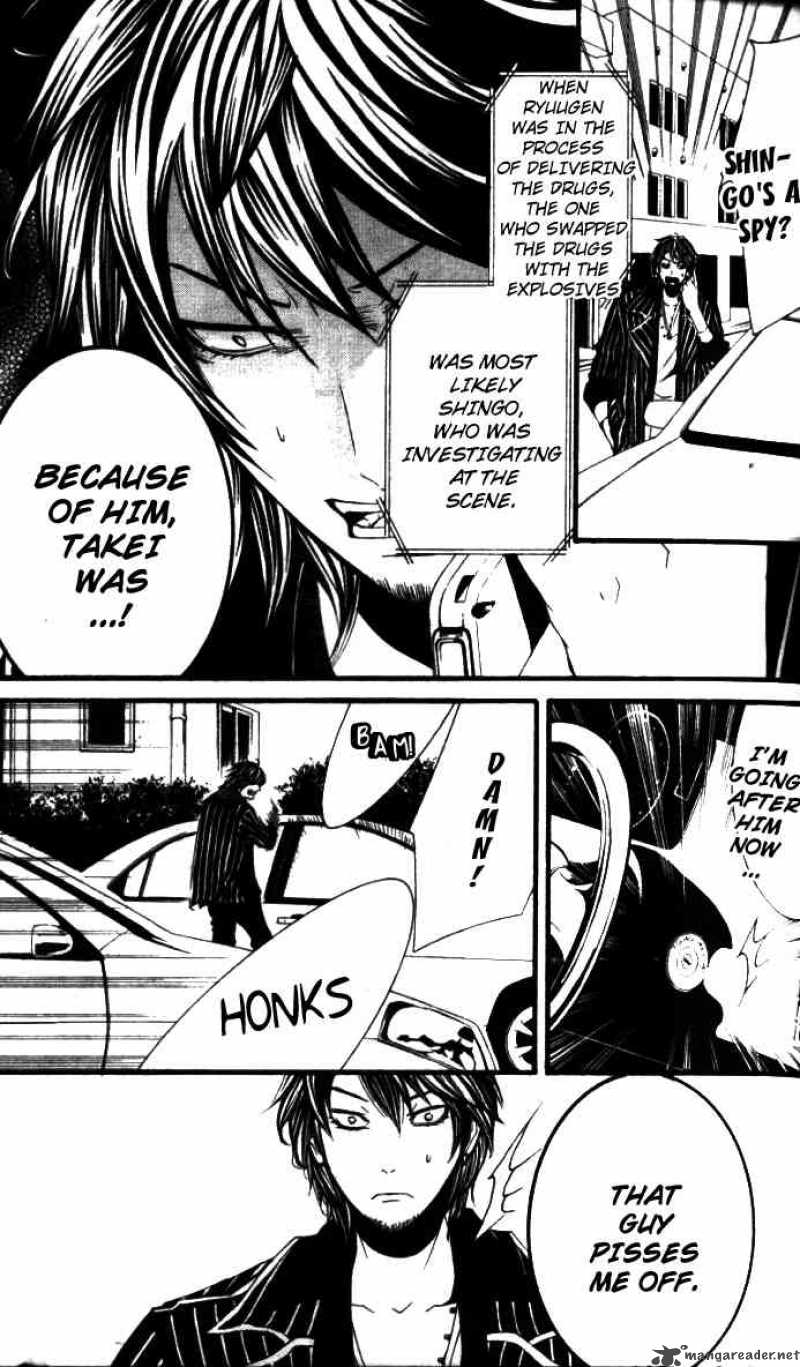 SHIN-
GO'S A
SPY?
WHEN
RYUUGEN
WAS IN THE
PROCESS
OF DELIVERING
THE DRUGS,
THE ONE
WHO SWAPPED
THE DRUGS
WITH THE
EXPLOSIVES
WAS MOST
LIKELY
SHINGO,
WHO WAS
INVESTIGATING
AT THE
SCENE.
BECAUSE
OF HIM,
TAKEI
WAS
...!
I'M
GOING
AFTER
HIM
NOW
...
DAMN!
BAM!
HONKS
THAT
GUY
PISSES
ME OFF.
mangareader.net